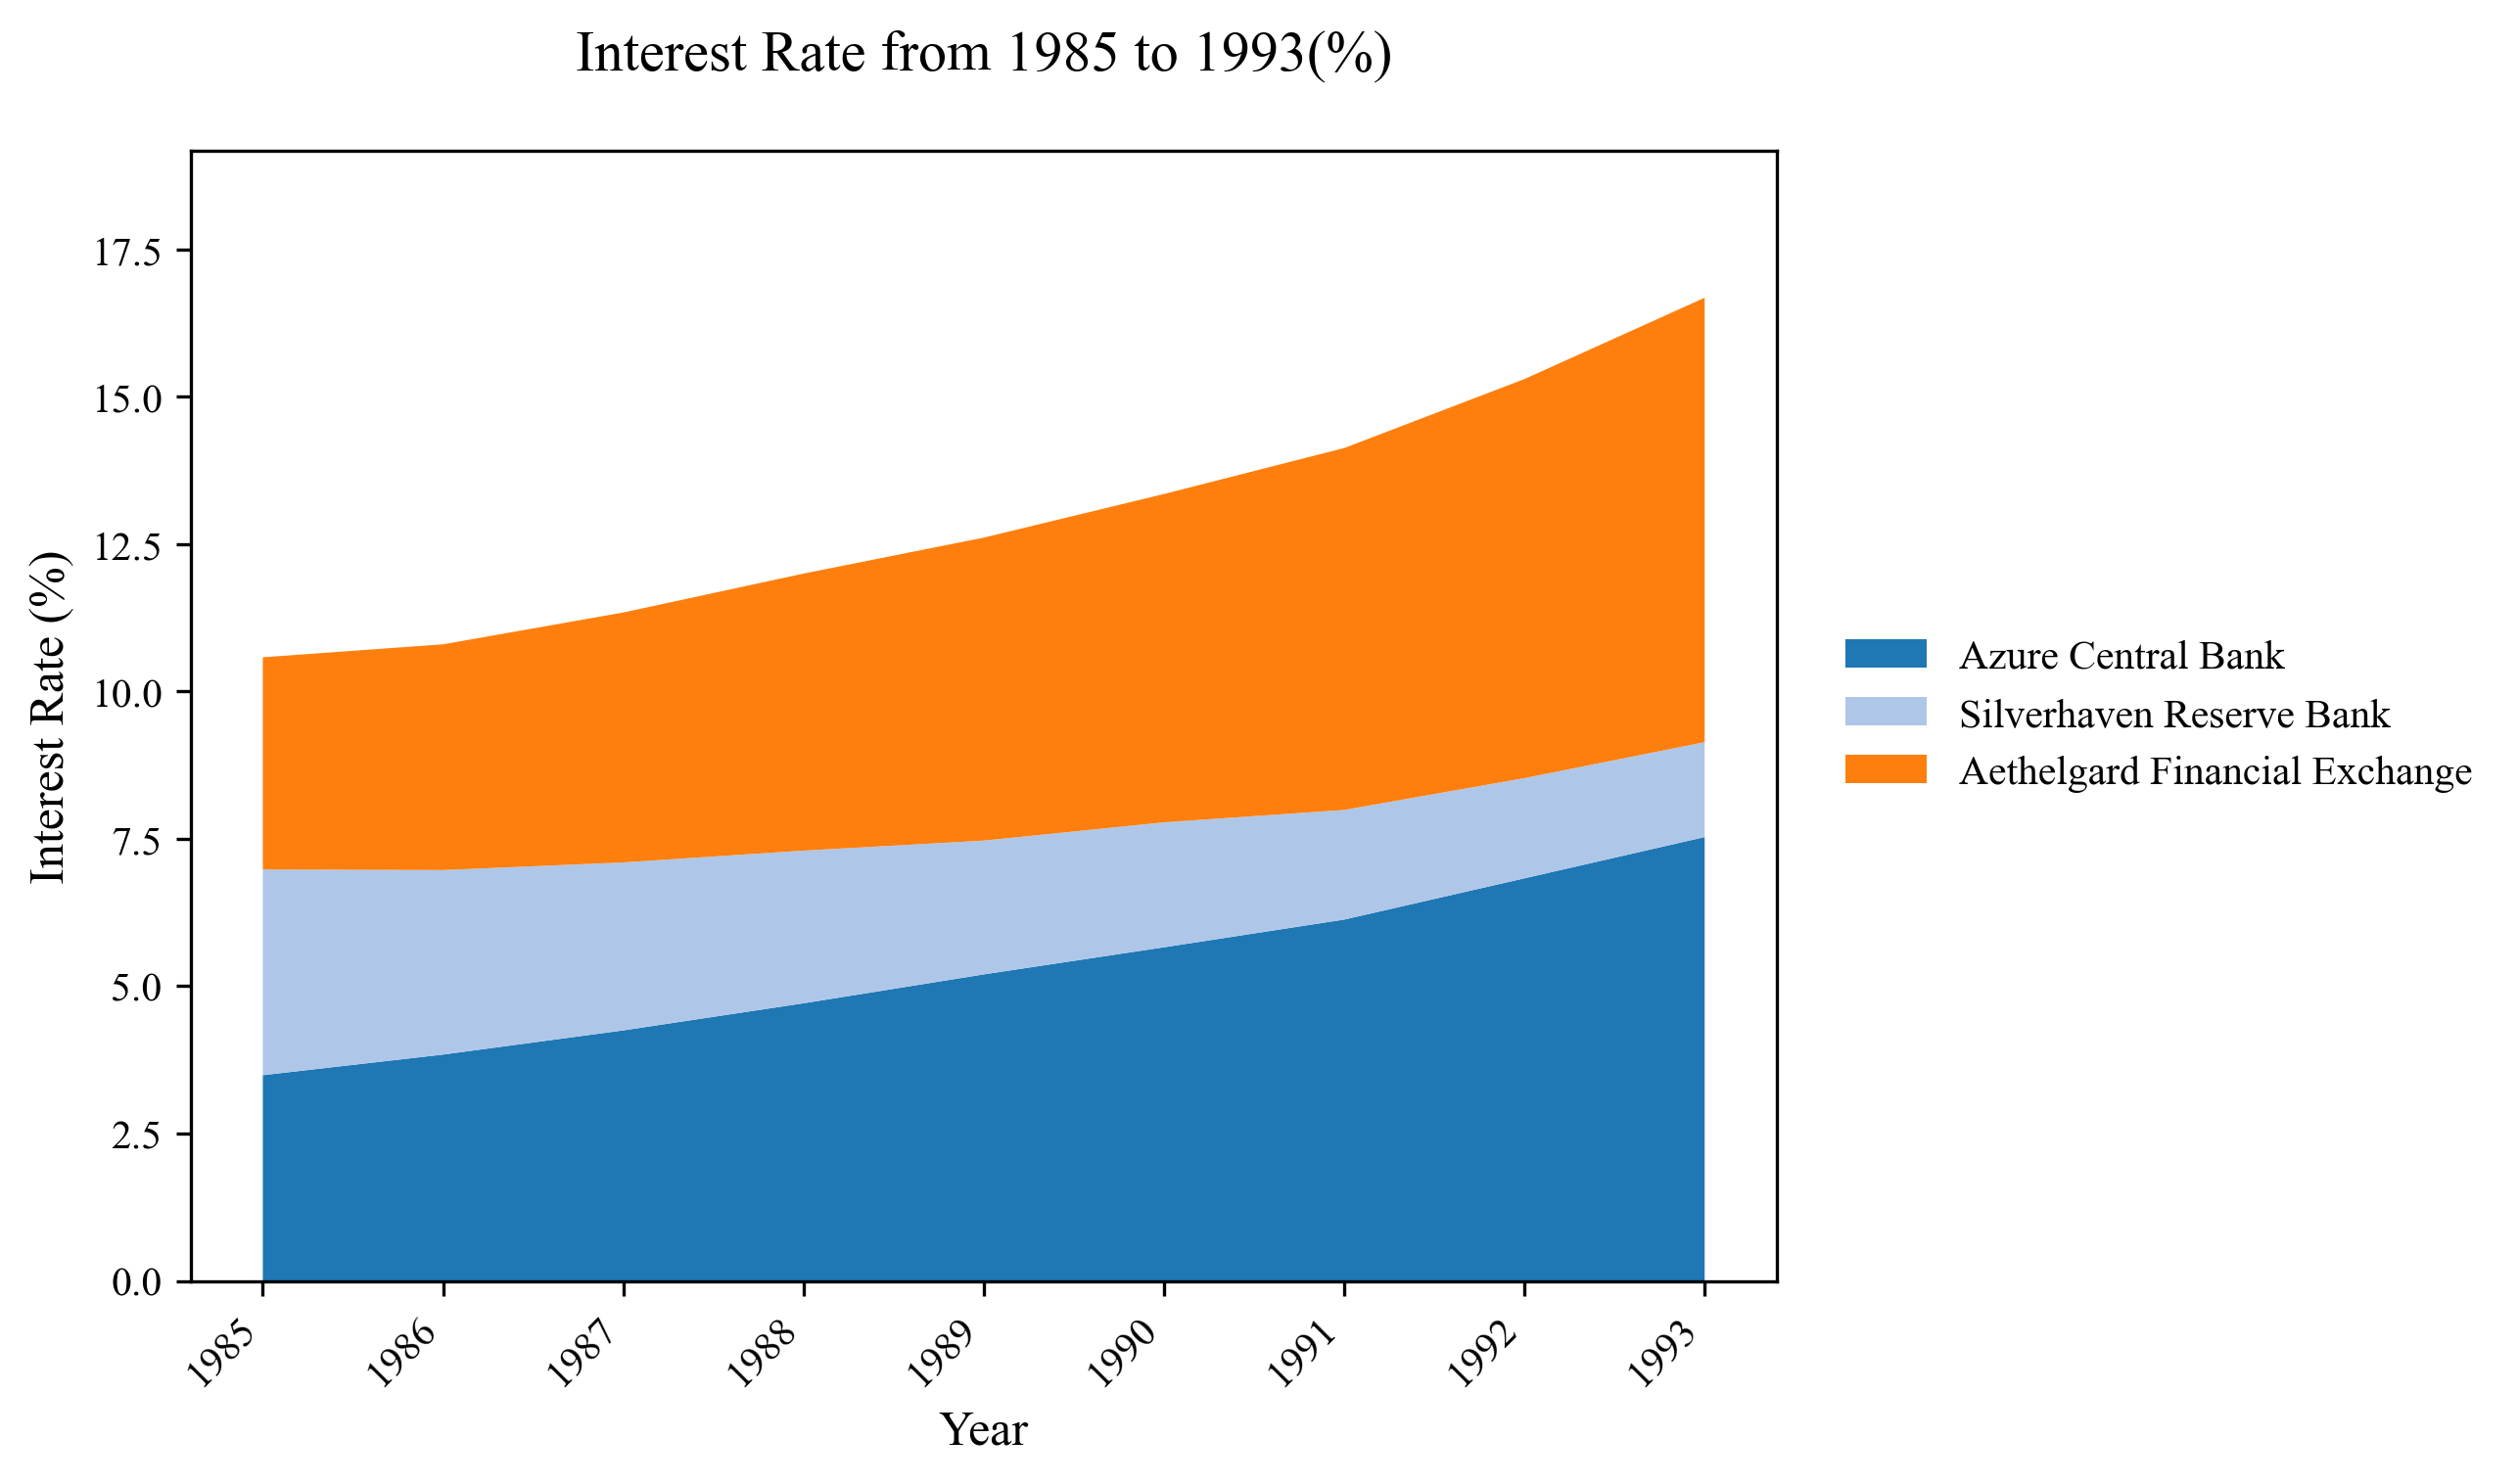 Interest Rate from 1985 to 1993(%)
Interest Rate (%)
17.5
15.0
12.5
10.0
7.5
5.0
2.5
0.0
1985
1986
1987
1988
1989
1990
1991
1992
1993
Year
Azure Central Bank
Silverhaven Reserve Bank
Aethelgard Financial Exchange